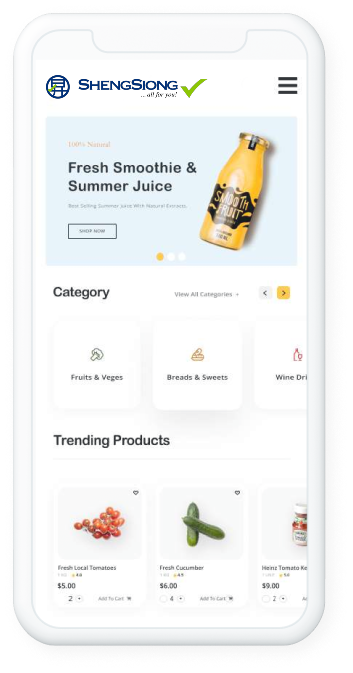 SHENGSIONG
... all for you!
100% Natural
Fresh Smoothie &
Summer Juice
Best Selling Summer juice With Natural Extracts.
SHOP NOW
SMOOTH
FRUIT
Category
View All Categories
Fruits & Veges
Breads & Sweets
Wine Dri
Trending Products
Fresh Local Tomatoes
4.8
$5.00
2
Add To Cart
Fresh Cucumber
4.9
$6.00
4
Add To Cart
Heinz Tomato Ke
$9.00
2
Add